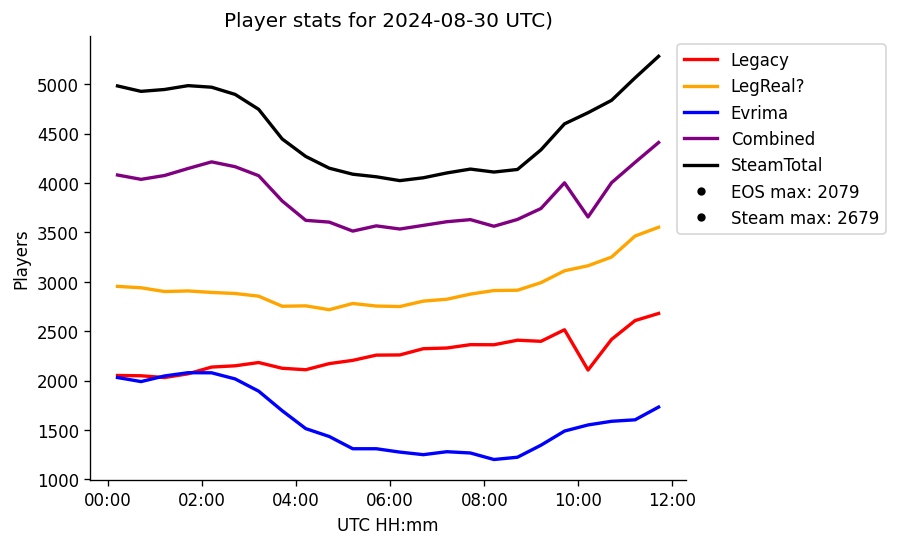 Player stats for 2024-08-30 UTC)
Players
5000
4500
4000
3500
3000
2500
2000
1500
1000
00:00 02:00 04:00 06:00 08:00 10:00 12:00
UTC HH:mm
Legacy
LegReal?
Evrima
Combined
SteamTotal
EOS max: 2079
Steam max: 2679